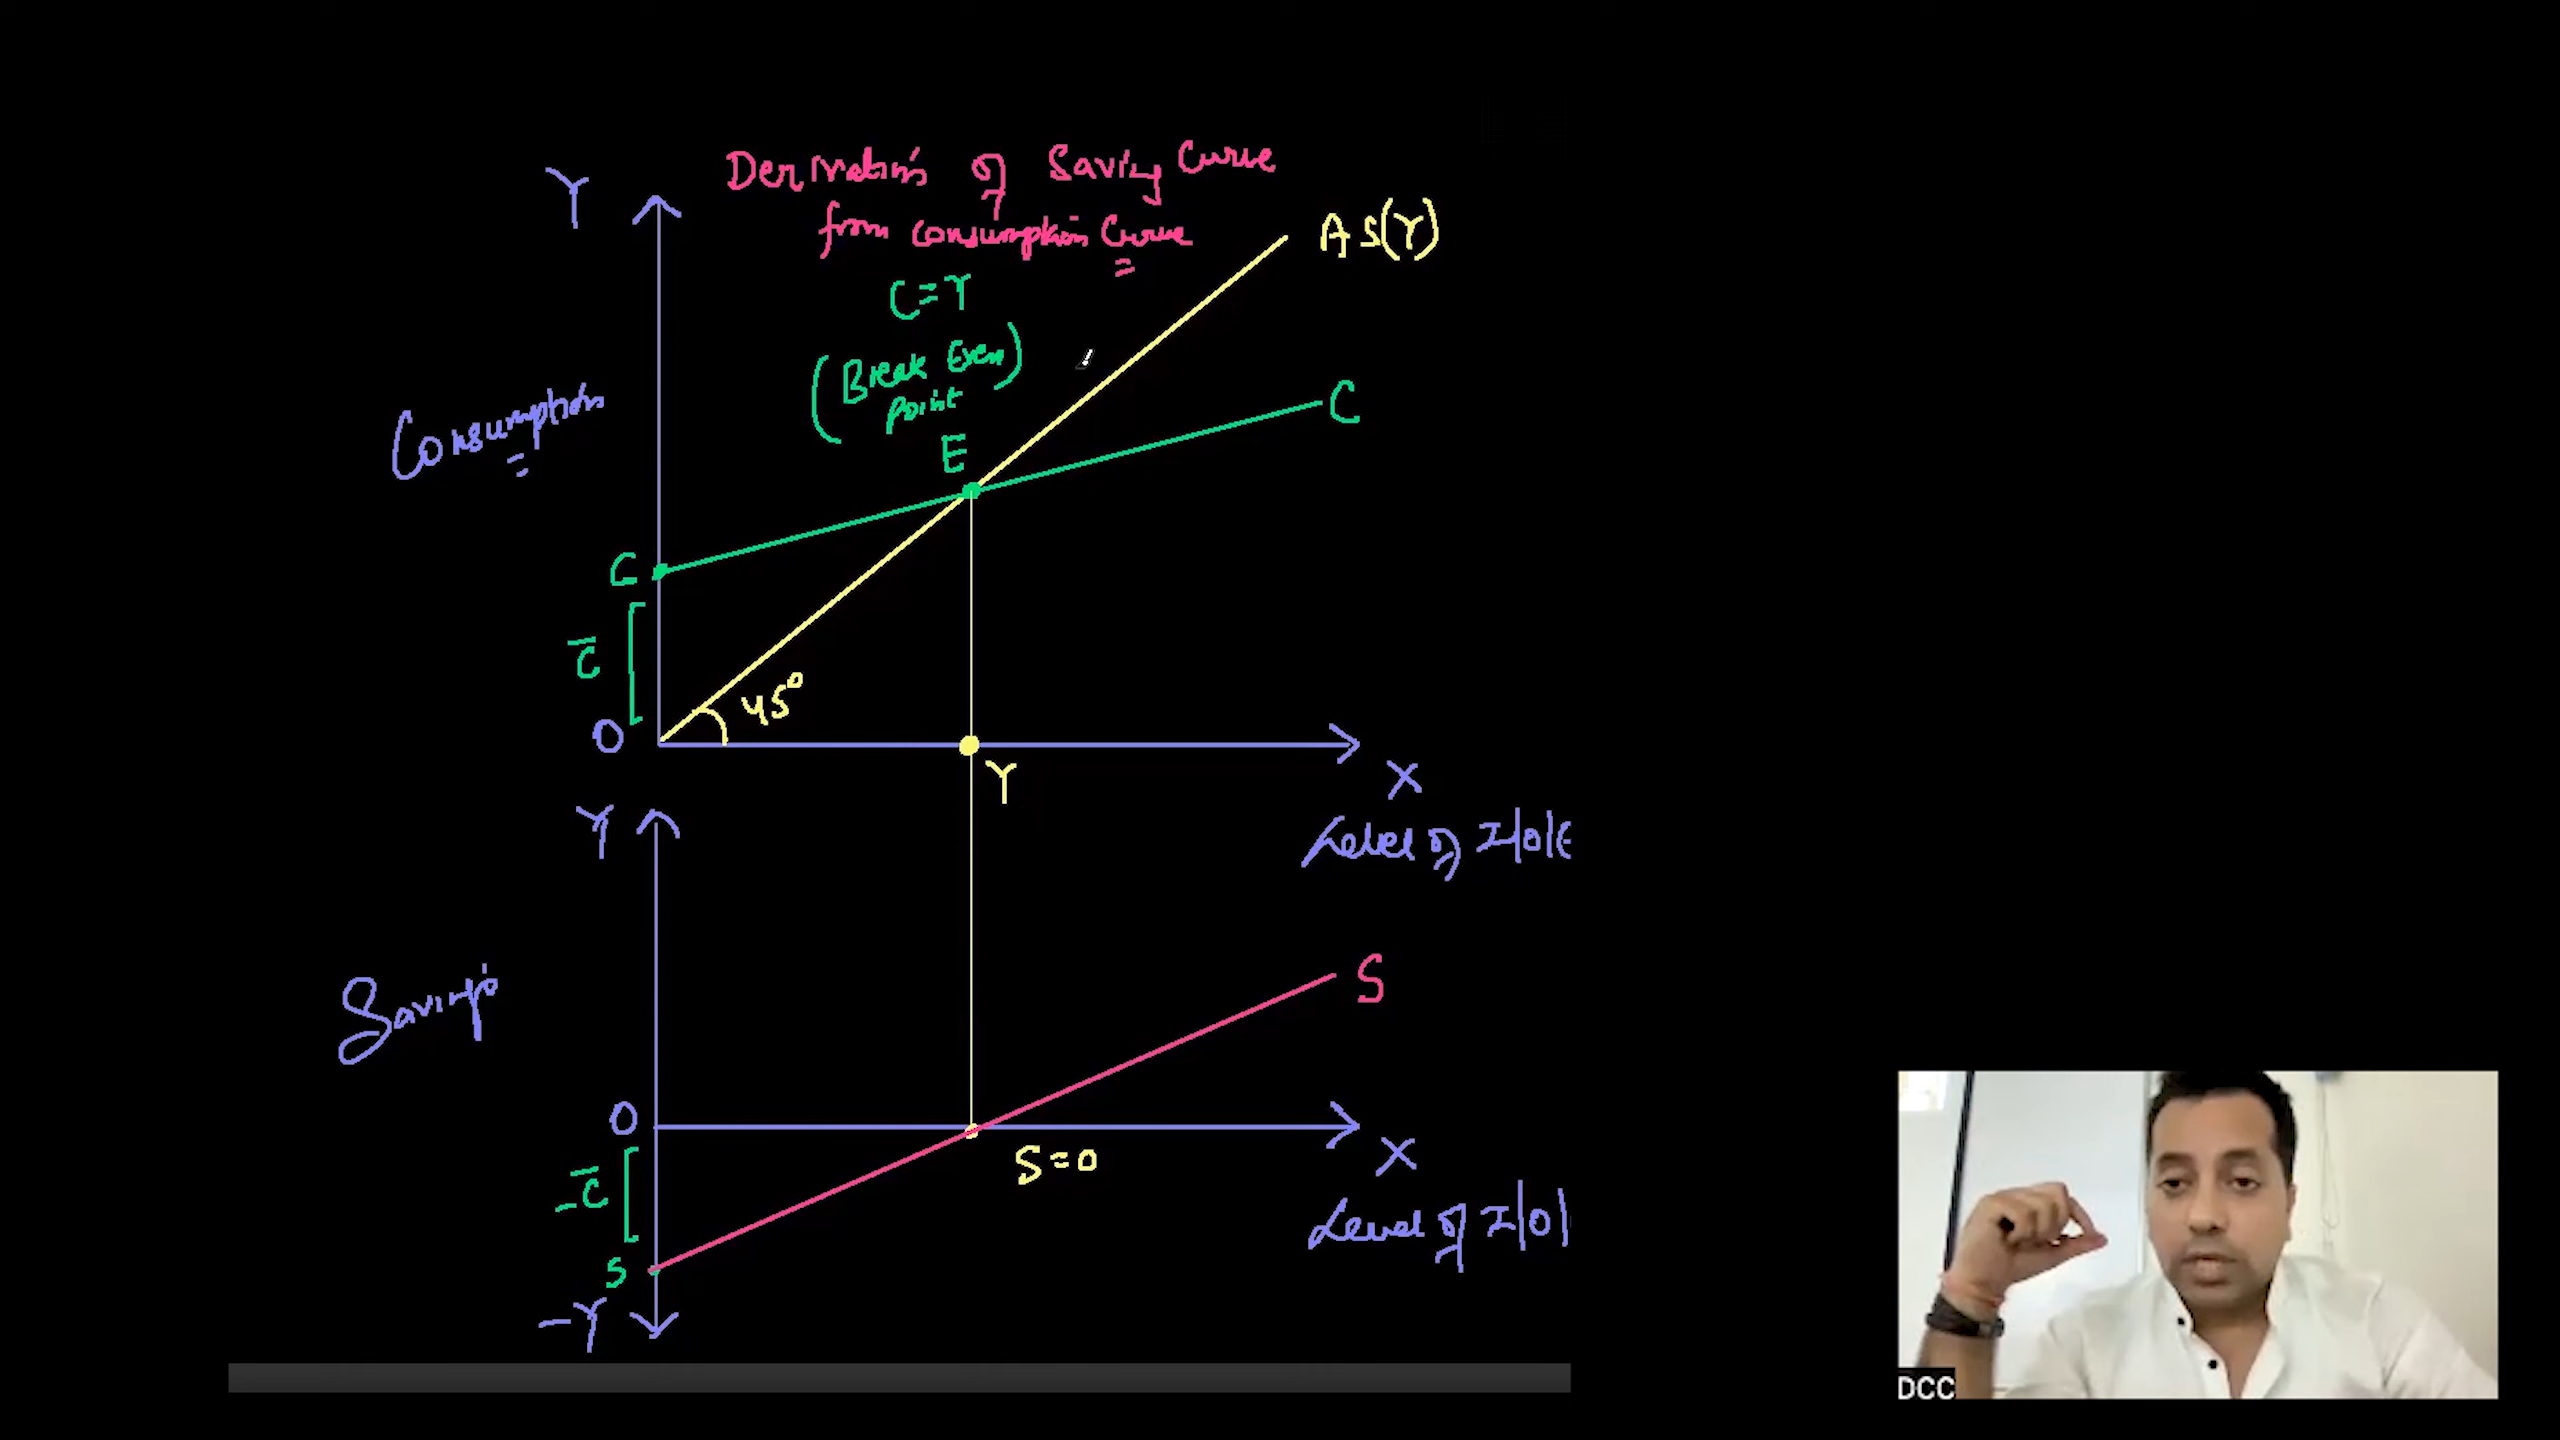 Derivation of Saving Curve
from consumption Curve
Y
AS(Y)
C=Y
(Break Even
point)
Consumption
C
E
C
c̅
45°
O
Y
X
Level of I|O|E
Y
Savings
S
O
S=0
X
-c̅
Level of I|O|
S
-Y
DCC